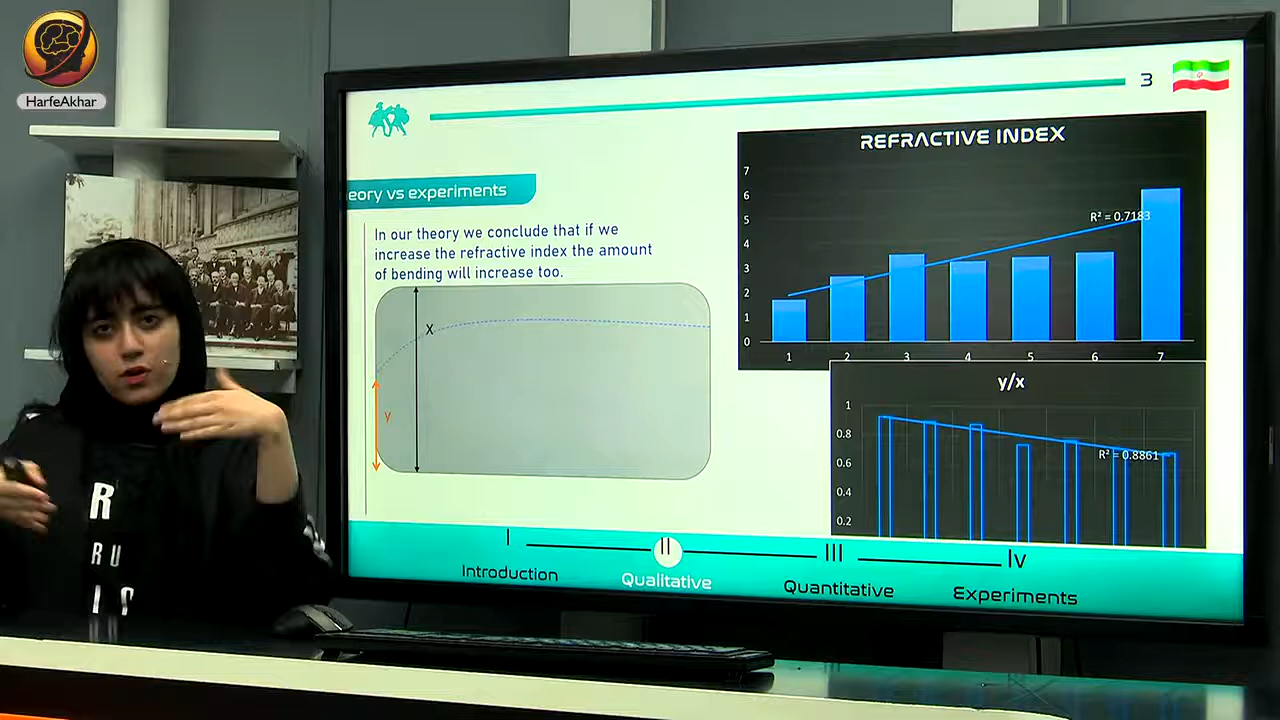 HarfeAkhar
3
eory vs experiments
In our theory we conclude that if we
increase the refractive index the amount
of bending will increase too.
X
y
REFRACTIVE INDEX
7
6
5
4
3
2
1
0
R² = 0.7183
1 2 3 4 5 6 7
y/x
1
0.8
0.6
0.4
0.2
R² = 0.8861
I II III Iv
Introduction Qualitative Quantitative Experiments
R
RU